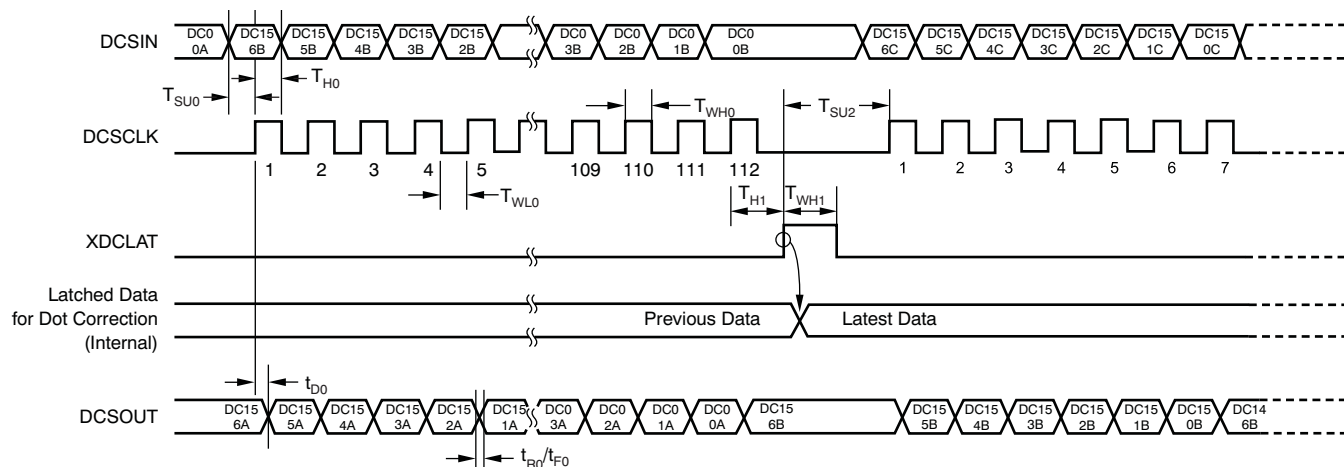 DCSIN
DC0 DC15 DC15 DC15 DC15 DC15 DC0 DC0 DC0 DC0 DC15 DC15 DC15 DC15 DC15 DC15 DC15
0A 6B 5B 4B 3B 2B 3B 2B 1B 0B 6C 5C 4C 3C 2C 1C 0C
TSU0 TH0 TWH0 TSU2
DCSCLK
1 2 3 4 5 109 110 111 112 1 2 3 4 5 6 7
TWL0 TH1 TWH1
XDCLAT
Latched Data
for Dot Correction
(Internal)
Previous Data Latest Data
tD0
DCSOUT
DC15 DC15 DC15 DC15 DC15 DC15 DC0 DC0 DC0 DC0 DC15 DC15 DC15 DC15 DC15 DC15 DC15 DC14
6A 5A 4A 3A 2A 1A 3A 2A 1A 0A 6B 5B 4B 3B 2B 1B 0B 6B
tR0/tF0